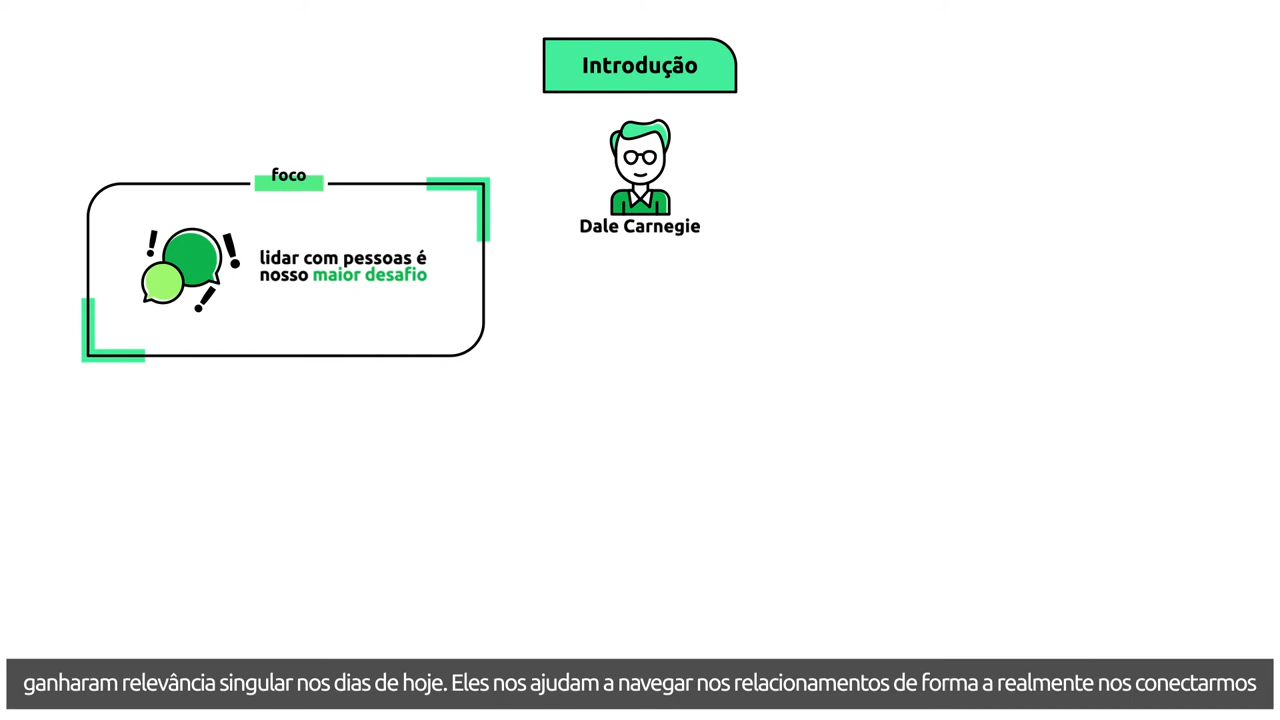 Introdução
Dale Carnegie
foco
lidar com pessoas é
nosso maior desafio
ganharam relevância singular nos dias de hoje. Eles nos ajudam a navegar nos relacionamentos de forma a realmente nos conectarmos